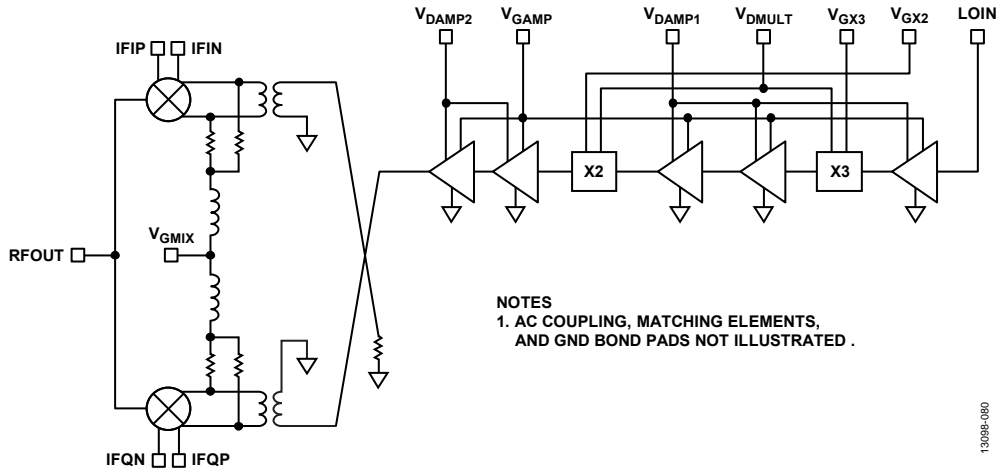 VDAMP2
VGAMP
VDAMP1
VDMULT
VGX3
VGX2
LOIN
IFIP
IFIN
X2
X3
VGMIX
RFOUT
NOTES
1. AC COUPLING, MATCHING ELEMENTS,
AND GND BOND PADS NOT ILLUSTRATED .
IFQN
IFQP
13098-080